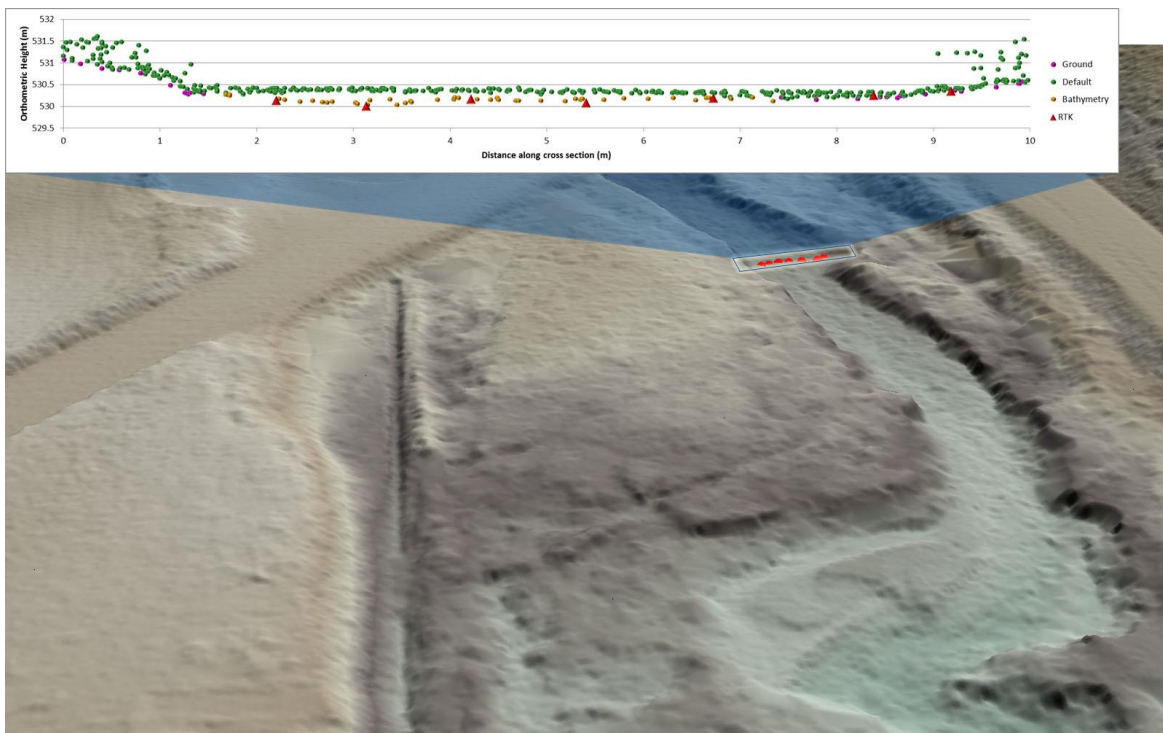 532
531.5
531
530.5
530
529.5
Orthometric Height (m)
0 1 2 3 4 5 6 7 8 9 10
Distance along cross section (m)
Ground
Default
Bathymetry
RTK